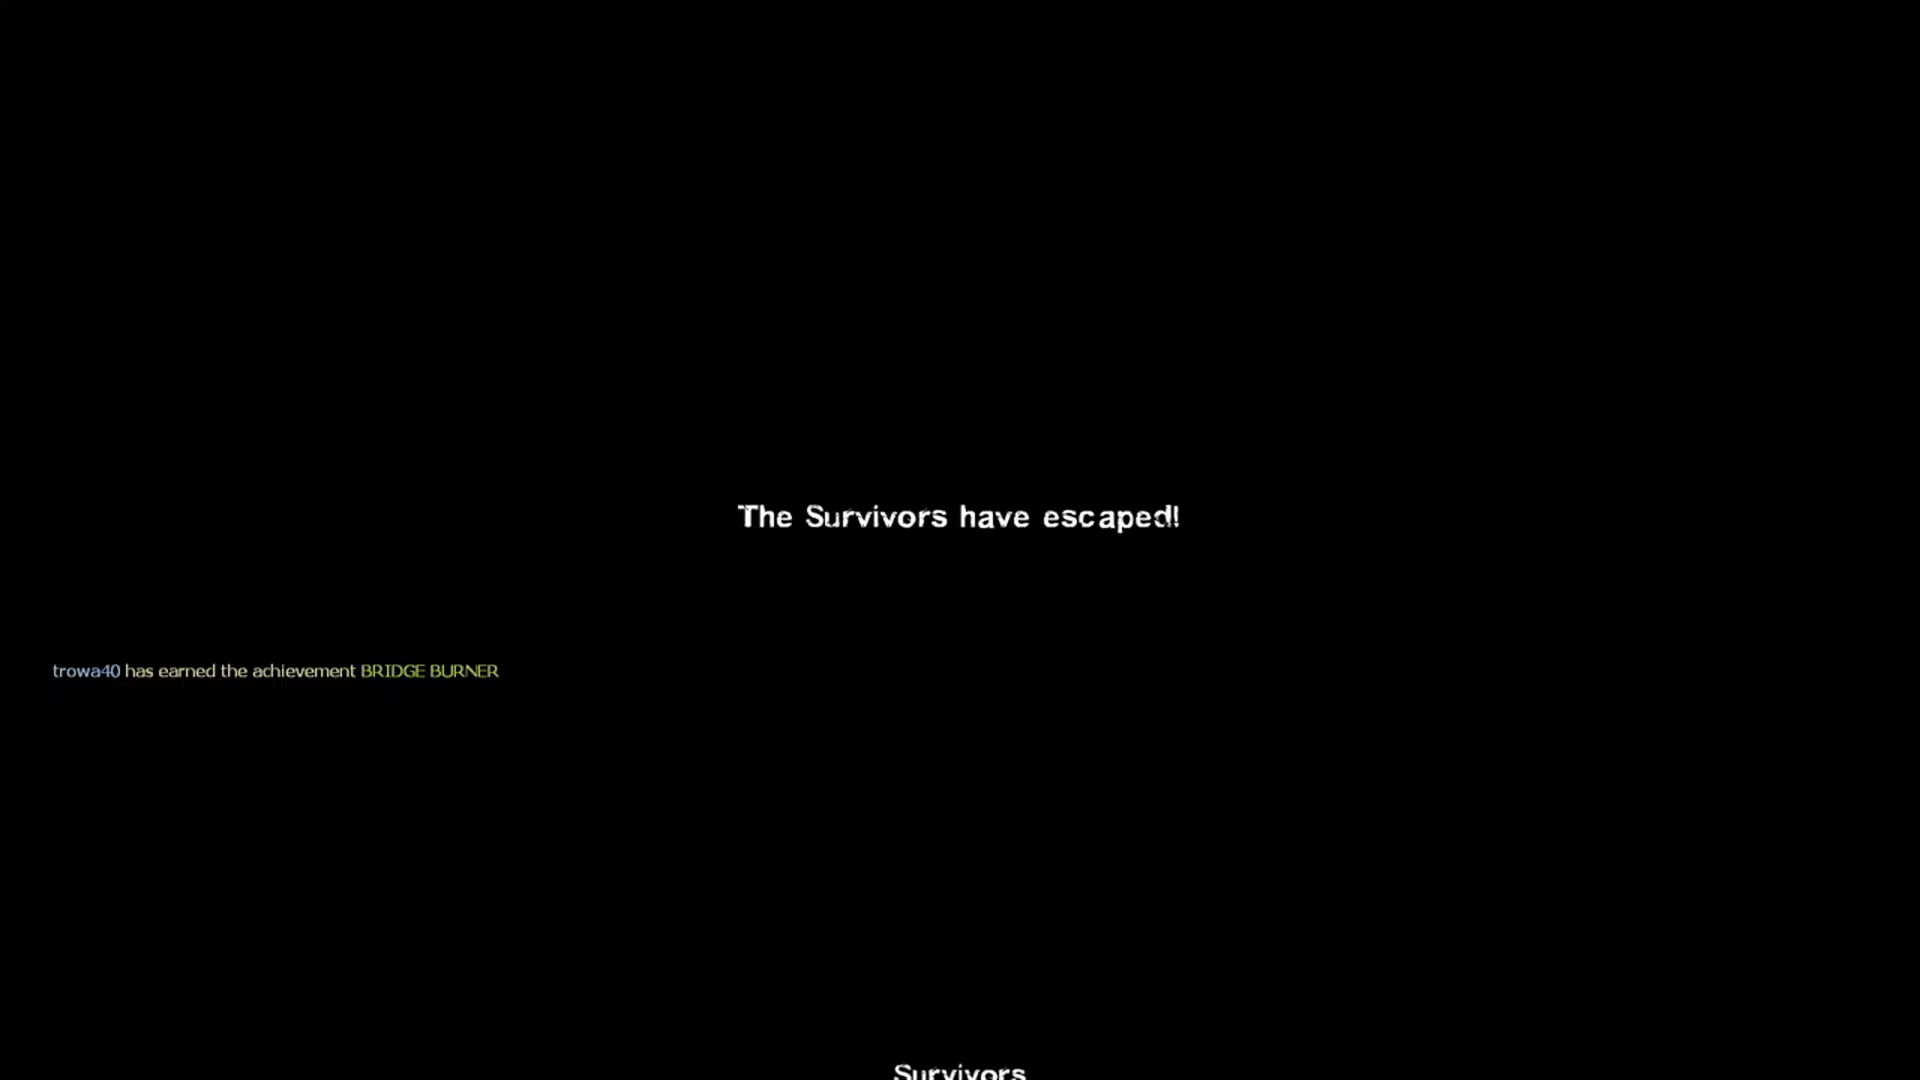 The Survivors have escaped!
trowa40 has earned the achievement BRIDGE BURNER
Survivors